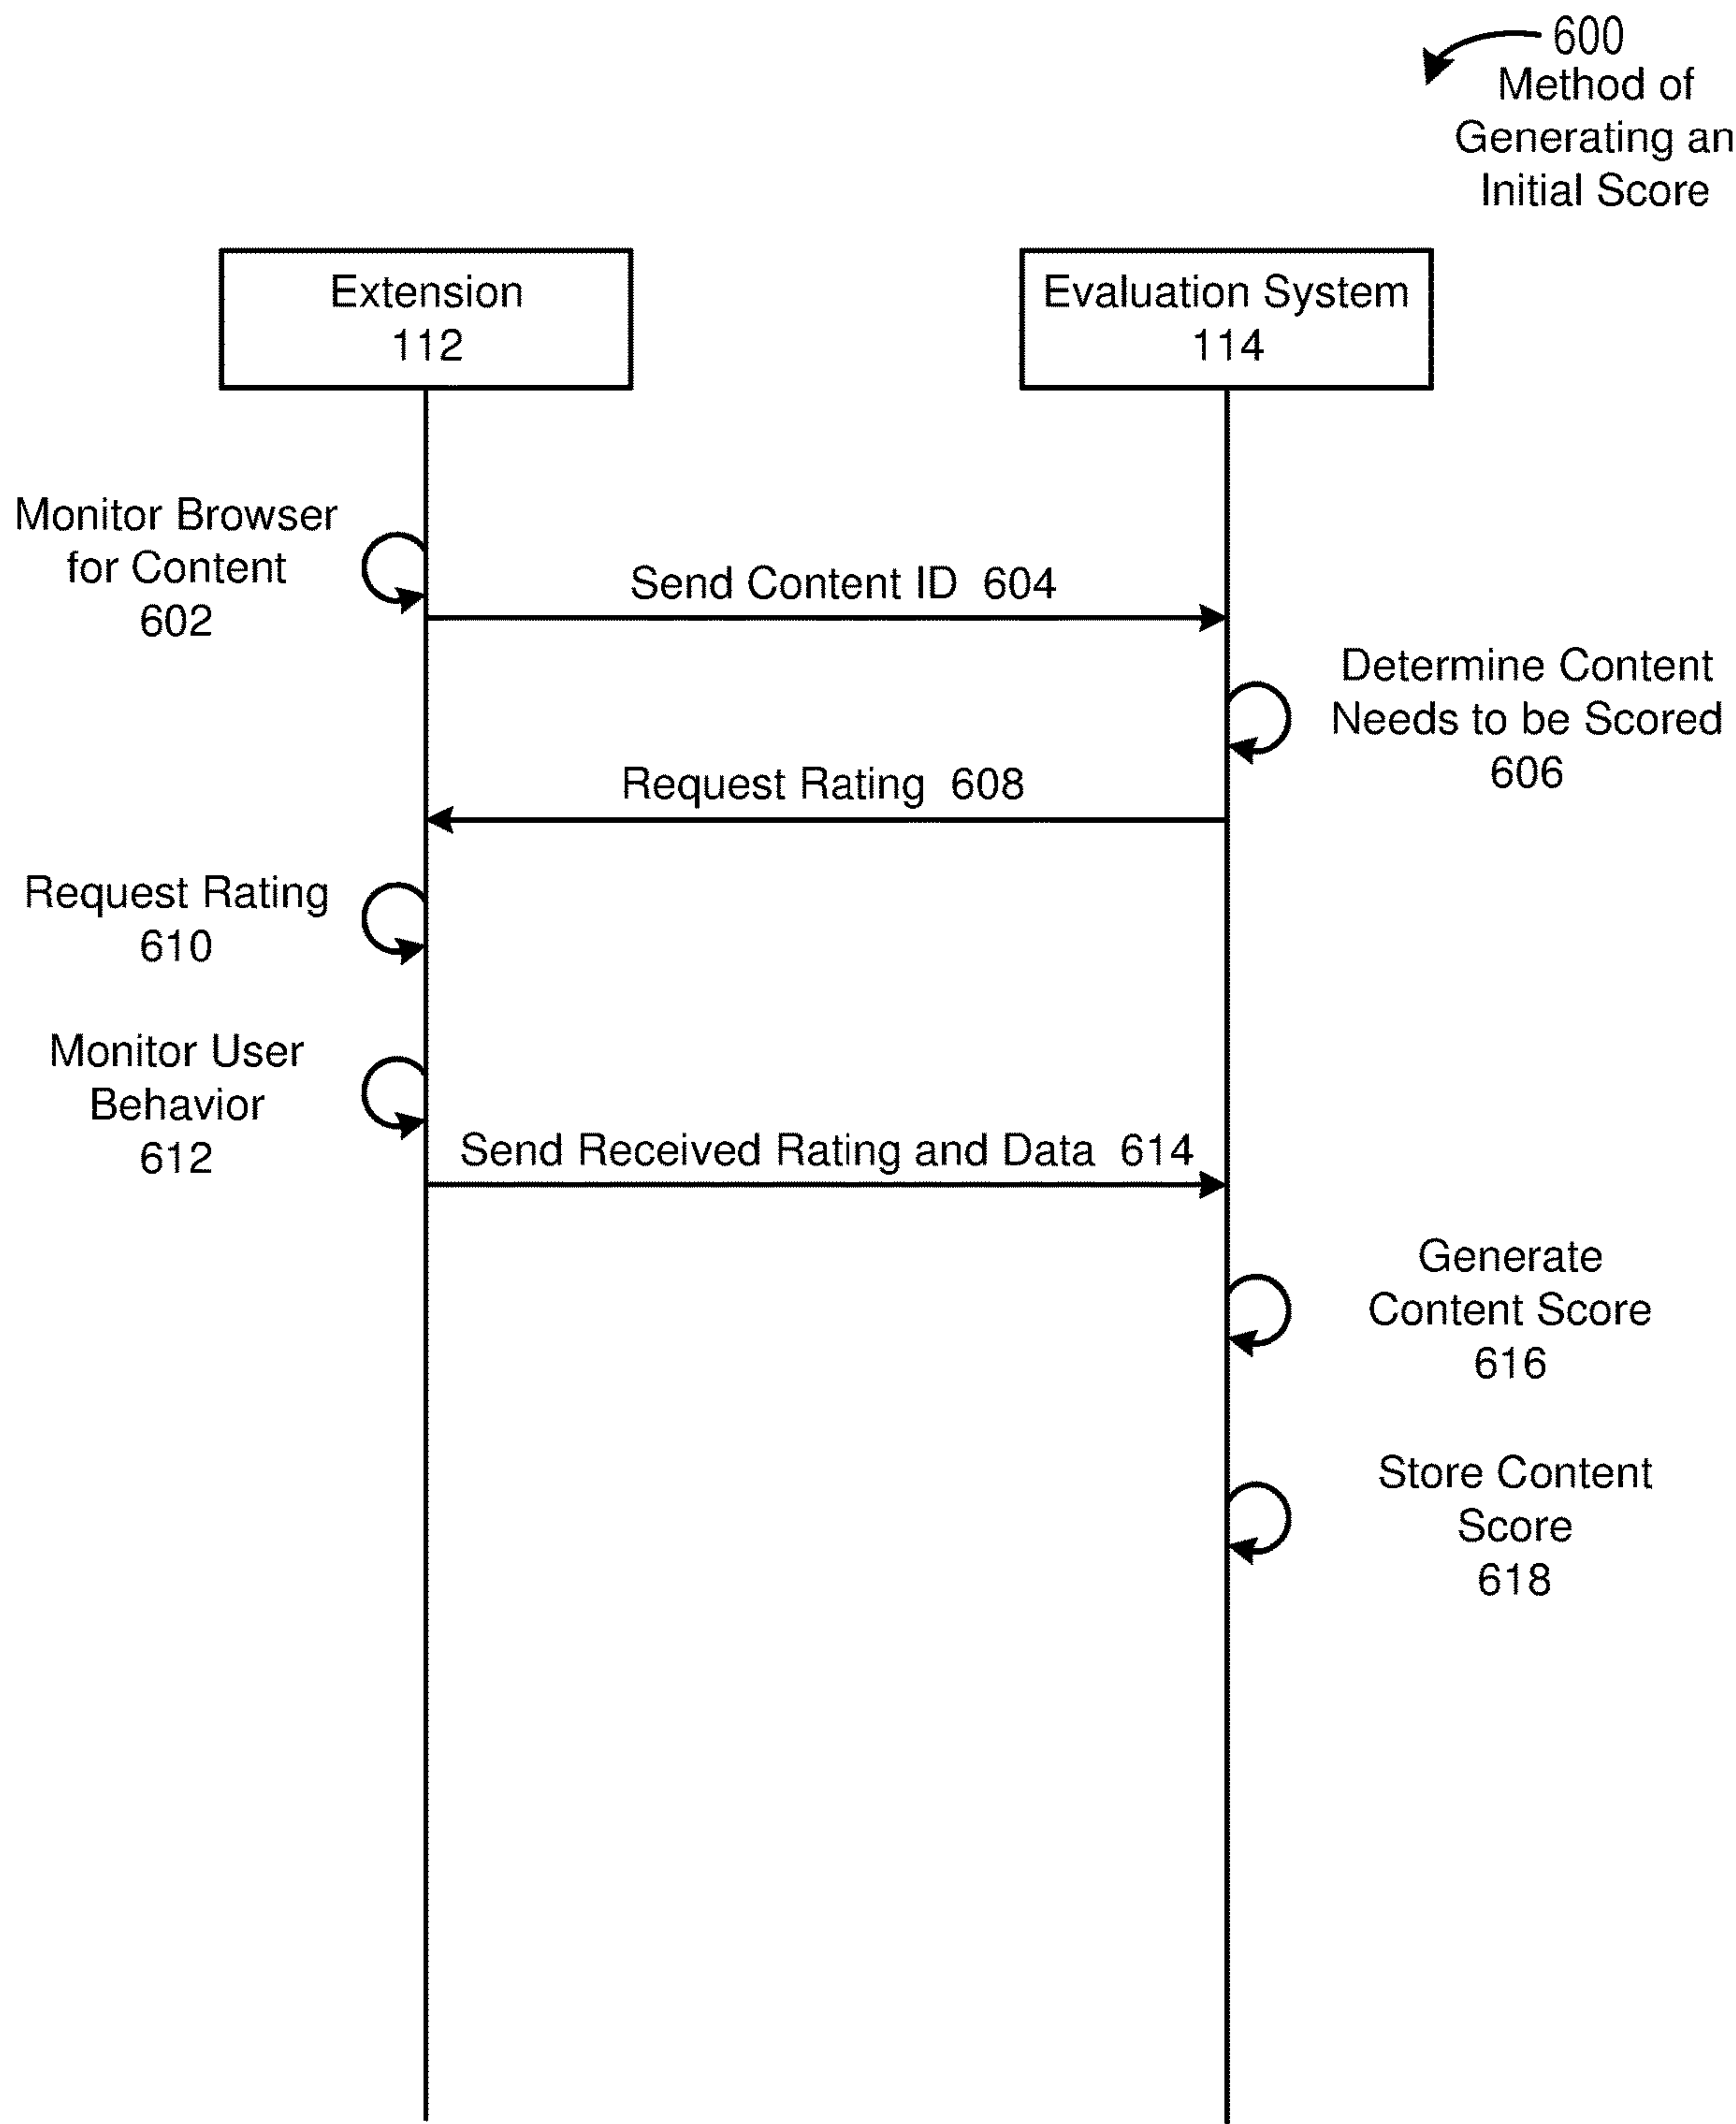 600
Method of
Generating an
Initial Score
Extension
112
Evaluation System
114
Monitor Browser
for Content
602
Send Content ID 604
Determine Content
Needs to be Scored
606
Request Rating 608
Request Rating
610
Monitor User
Behavior
612
Send Received Rating and Data 614
Generate
Content Score
616
Store Content
Score
618